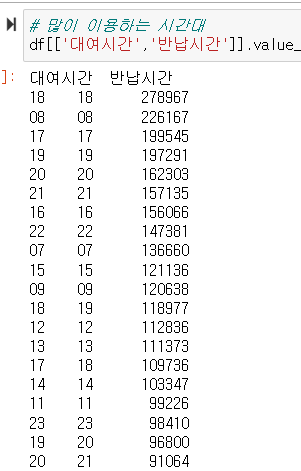 # 많이 이용하는 시간대
df[['대여시간','반납시간']].value_
]: 대여시간 반납시간
18 18 278967
08 08 226167
17 17 199545
19 19 197291
20 20 162303
21 21 157135
16 16 156066
22 22 147381
07 07 136660
15 15 121136
09 09 120638
18 19 118977
12 12 112836
13 13 111373
17 18 109736
14 14 103347
11 11 99226
23 23 98410
19 20 96800
20 21 91064